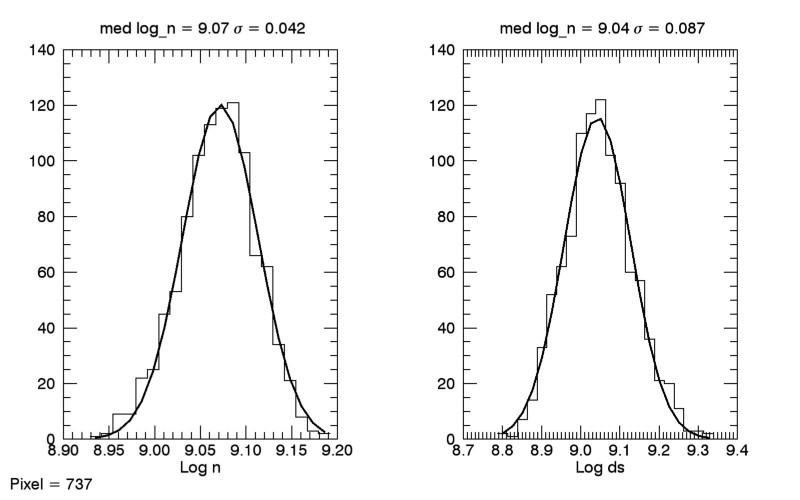 med log_n = 9.07 σ = 0.042
140
120
100
80
60
40
20
0
8.90 8.95 9.00 9.05 9.10 9.15 9.20
Log n
med log_n = 9.04 σ = 0.087
140
120
100
80
60
40
20
0
8.7 8.8 8.9 9.0 9.1 9.2 9.3 9.4
Log ds
Pixel = 737